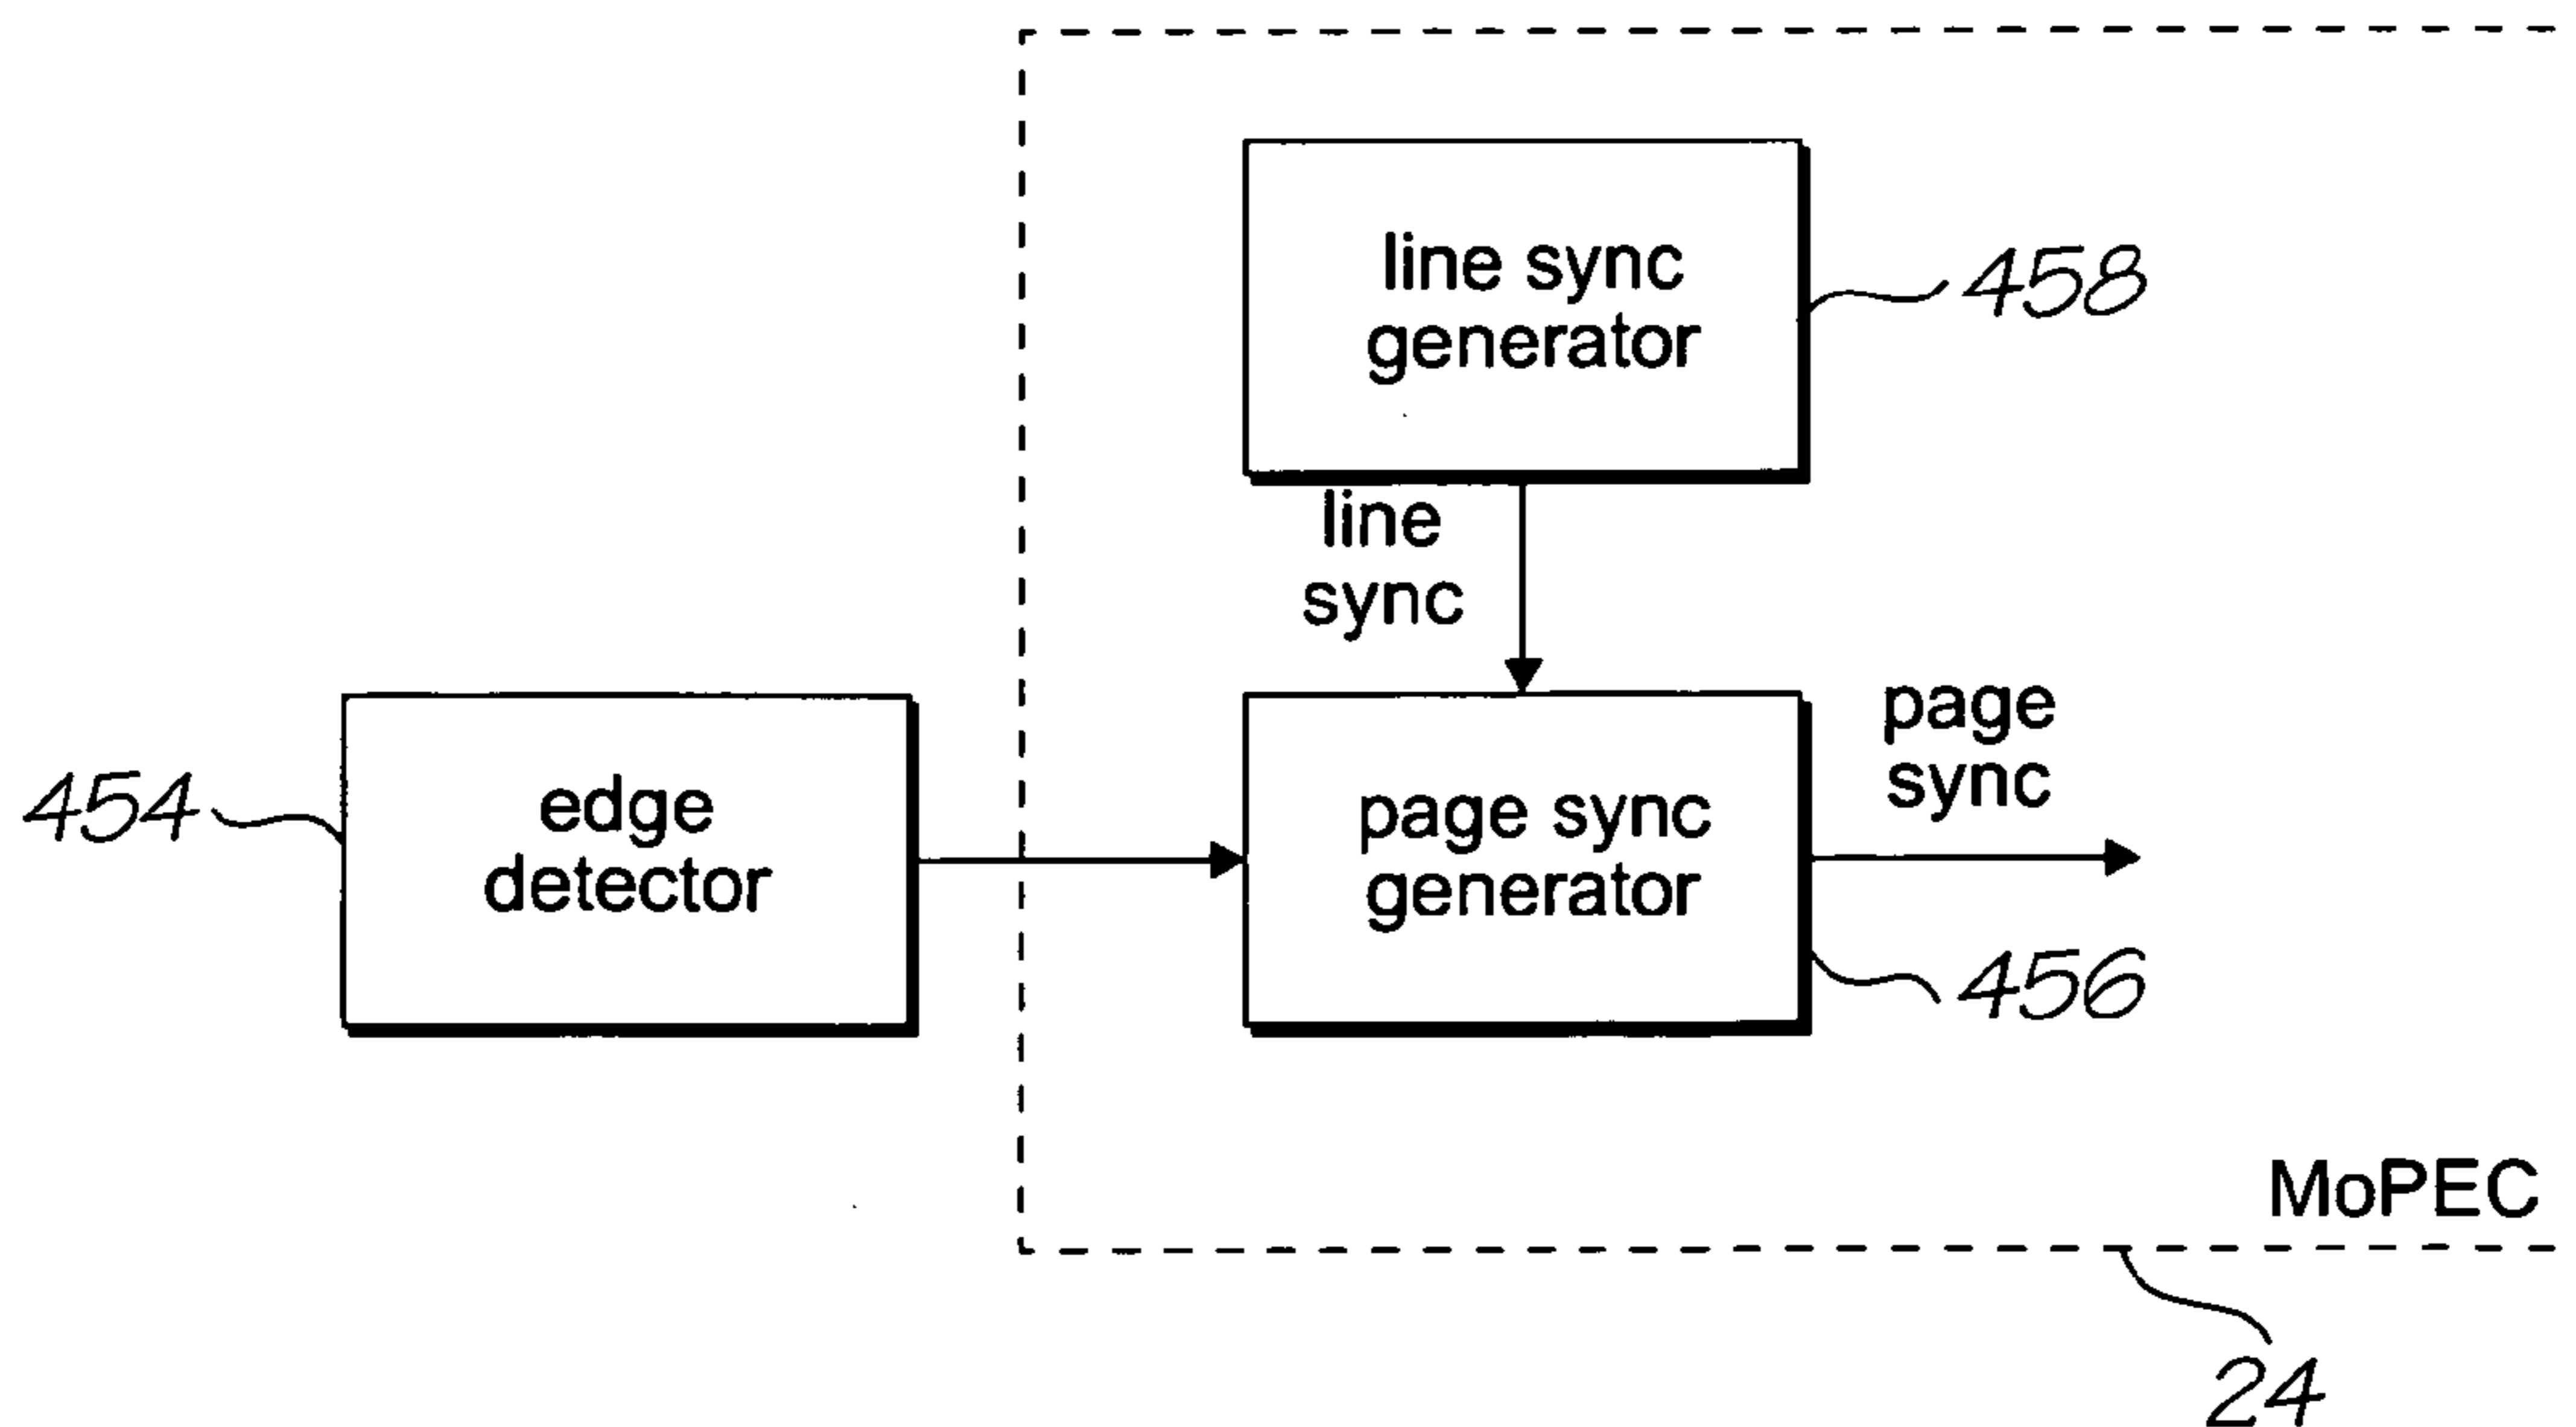 line sync
generator
458
line
sync
454
edge
detector
page sync
generator
page
sync
456
MoPEC
24